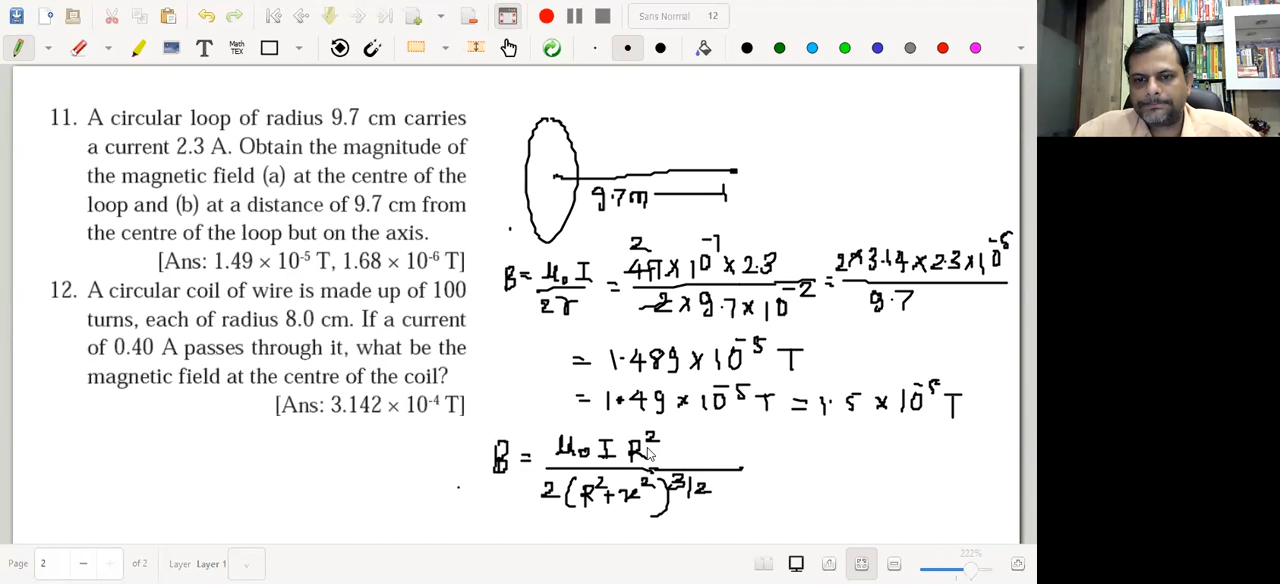 Sans Normal 12
Math TEX
11. A circular loop of radius 9.7 cm carries
a current 2.3 A. Obtain the magnitude of
the magnetic field (a) at the centre of the
loop and (b) at a distance of 9.7 cm from
the centre of the loop but on the axis.
[Ans: 1.49 × 10⁻⁵ T, 1.68 × 10⁻⁶ T]
12. A circular coil of wire is made up of 100
turns, each of radius 8.0 cm. If a current
of 0.40 A passes through it, what be the
magnetic field at the centre of the coil?
[Ans: 3.142 × 10⁻⁴ T]
9.7m
B = μ₀ I / 2r = 2 4π × 10⁻⁷ × 2.3 / 2 × 9.7 × 10⁻² = 2 × 3.14 × 2.3 × 10⁻⁵ / 9.7
= 1.489 × 10⁻⁵ T
= 1.49 × 10⁻⁵ T = 1.5 × 10⁻⁵ T
B = μ₀ I R² / 2 (R² + x²)^3/2
Page 2 of 2 Layer Layer 1 222%